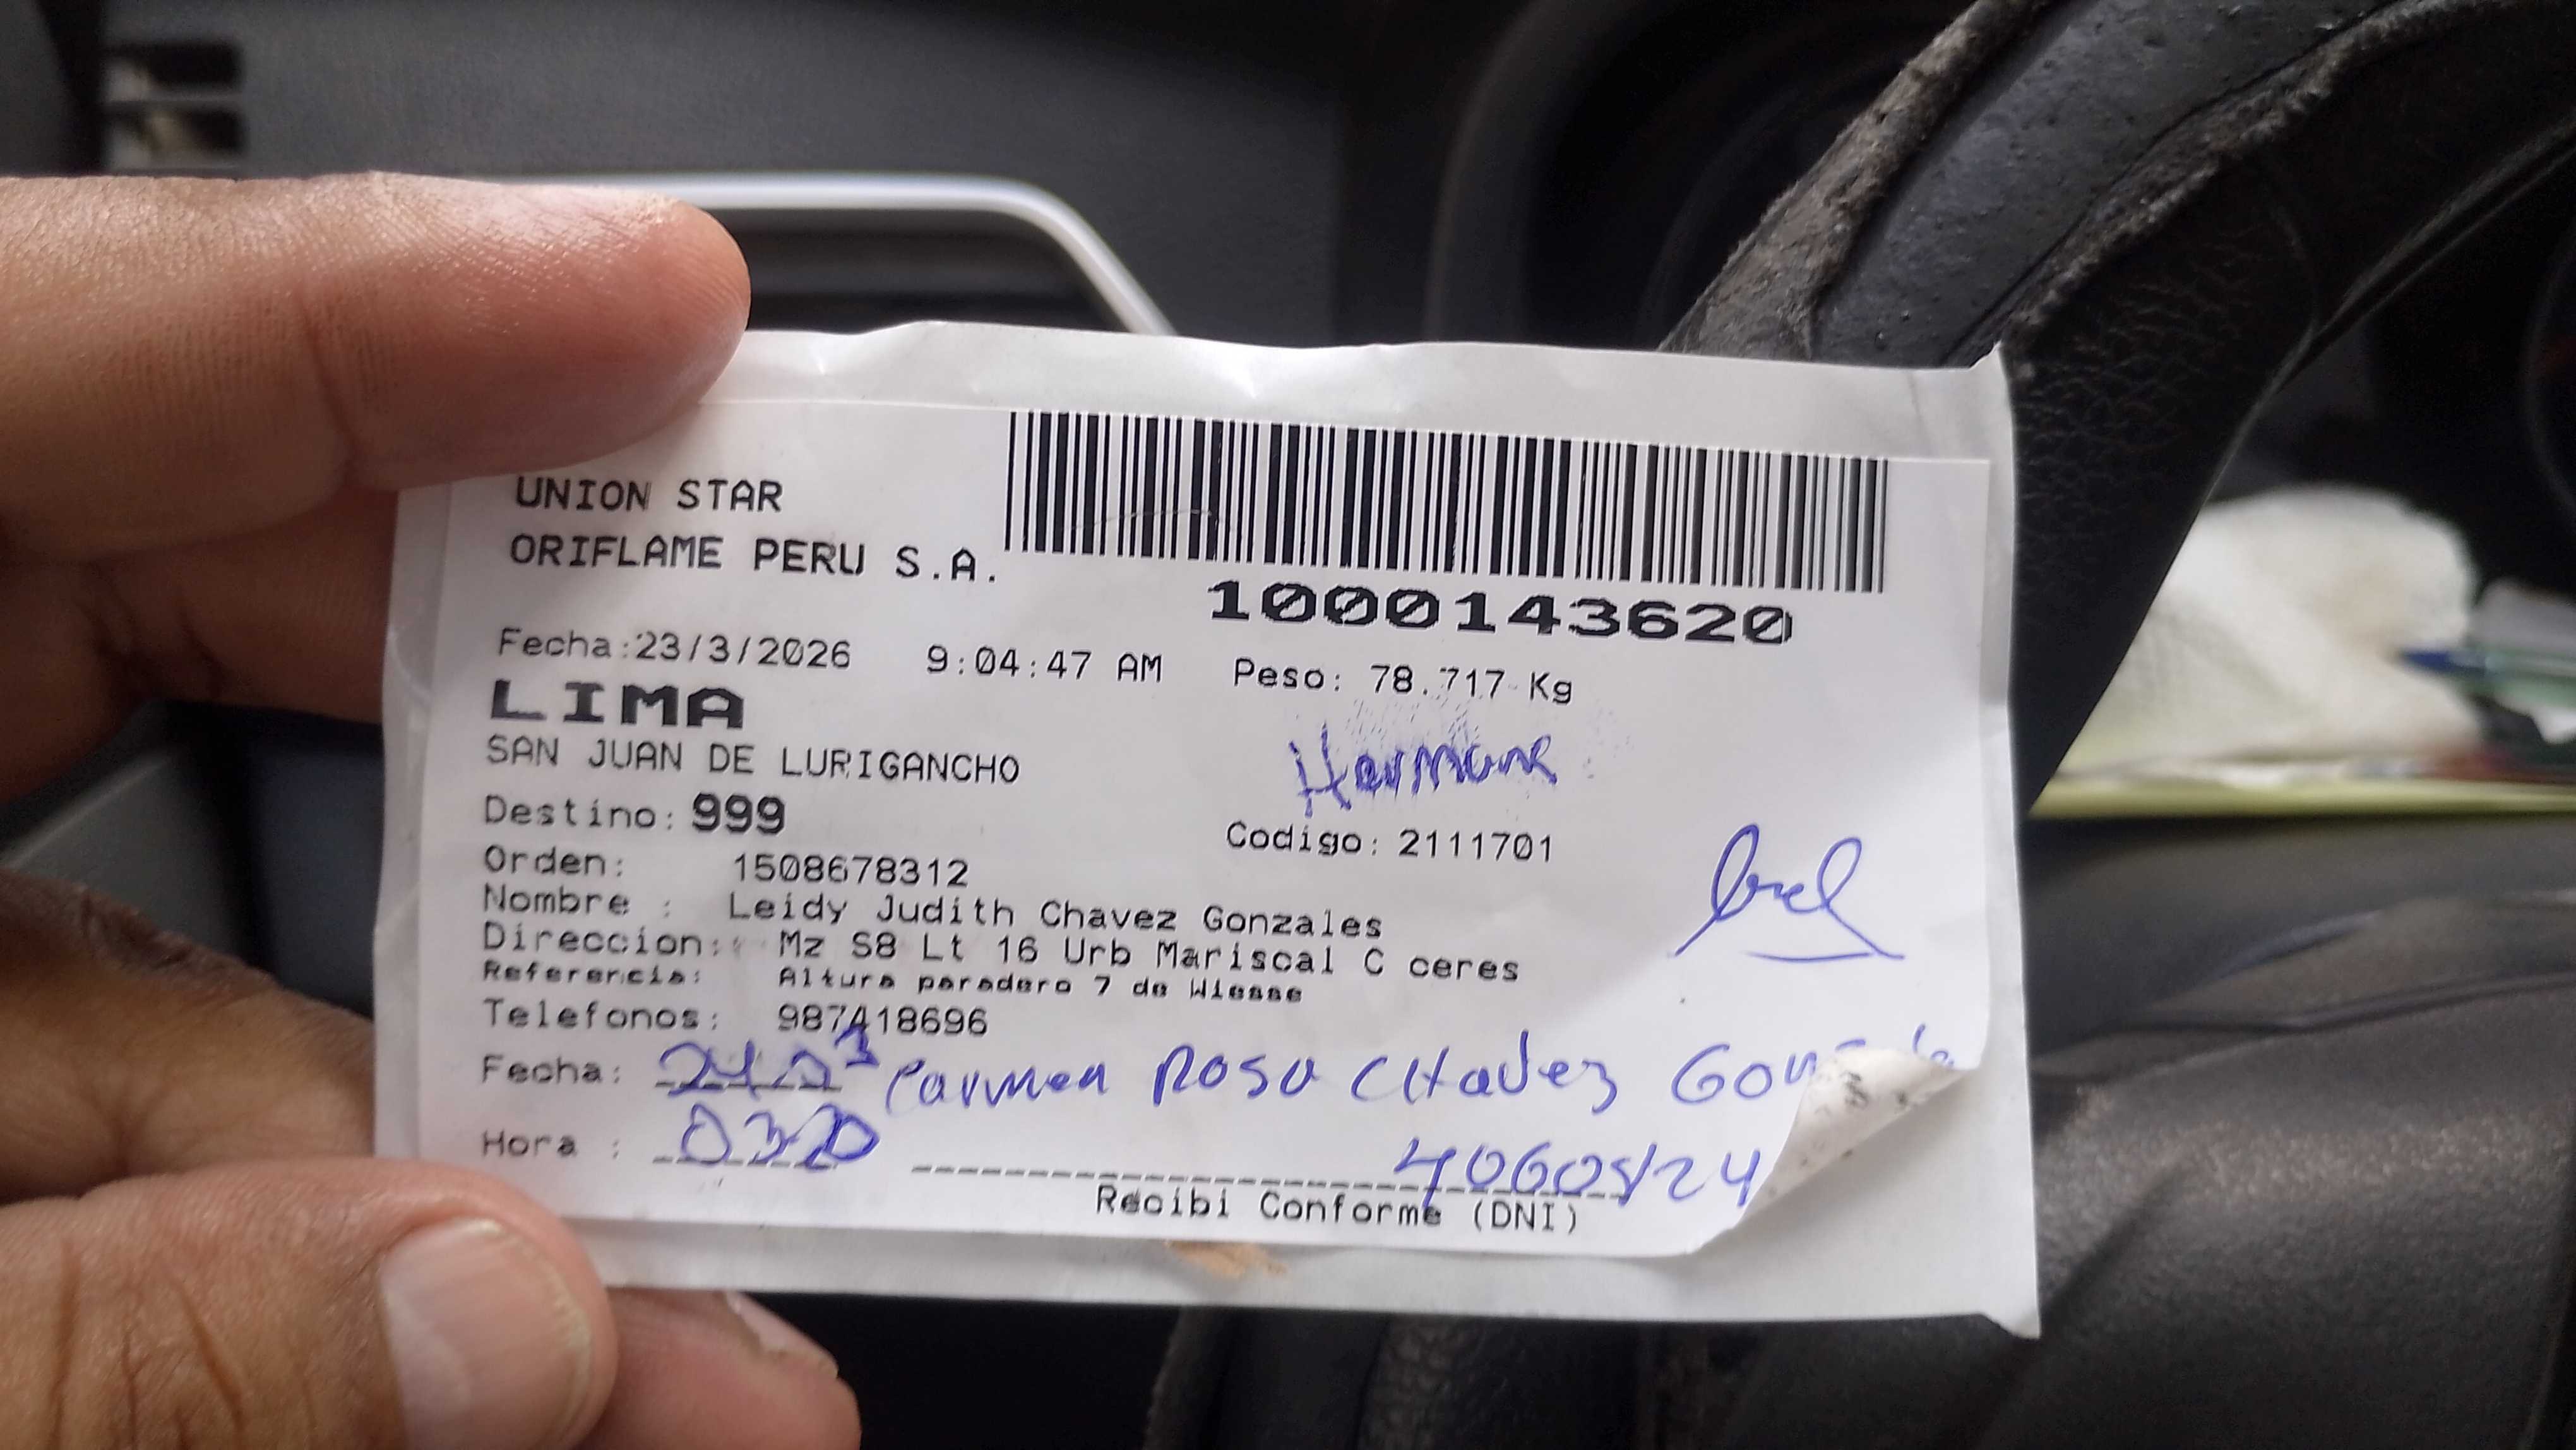 UNION STAR
ORIFLAME PERU S.A.
1000143620
Fecha:23/3/2026 9:04:47 AM Peso: 78.717 Kg
LIMA
SAN JUAN DE LURIGANCHO
Hermana
Destino: 999
Codigo: 2111701
Orden: 1508678312
Nombre : Leidy Judith Chavez Gonzales
Direccion: Mz S8 Lt 16 Urb Mariscal C ceres
Referencia: Altura paradero 7 de Wiesse
Telefonos: 987418696
Fecha: Carmen Rosa CHavez
Hora :
Recibi Conforme (DNI)